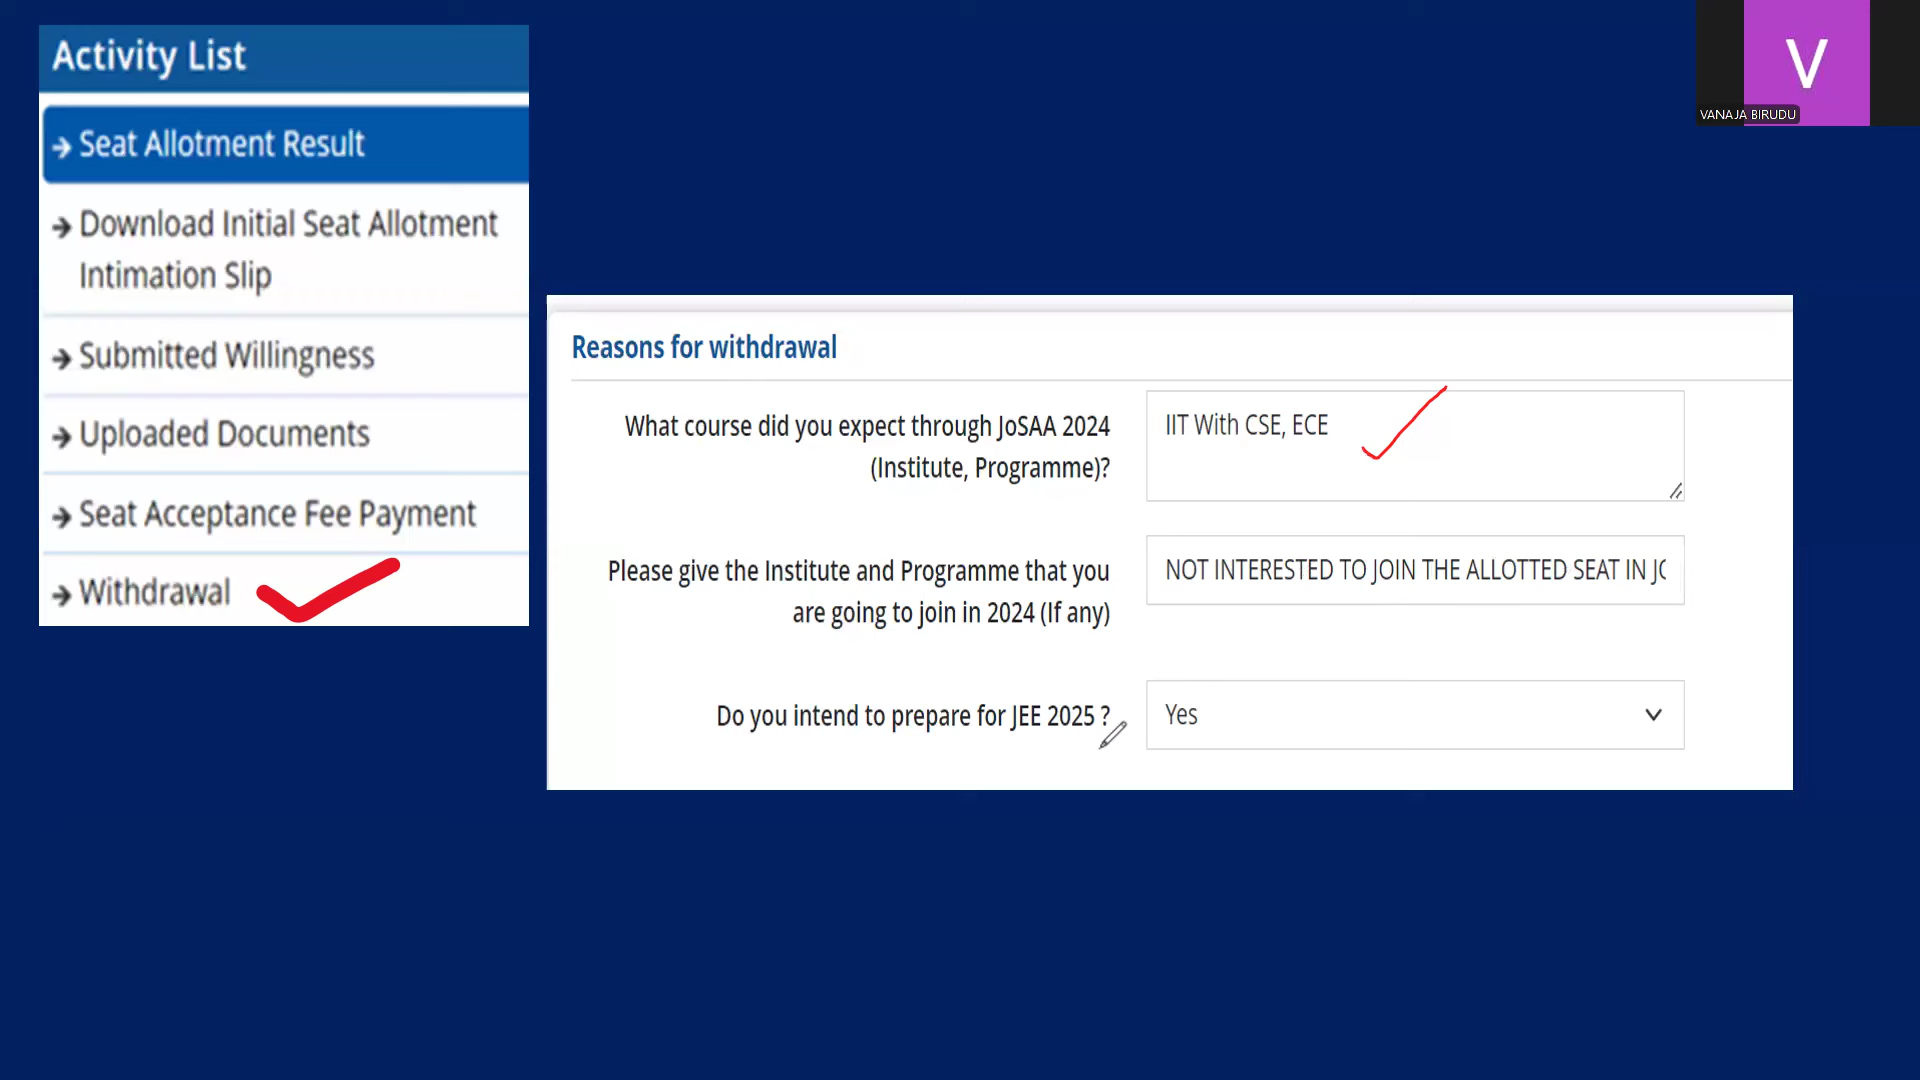 Activity List
→ Seat Allotment Result
→ Download Initial Seat Allotment
Intimation Slip
→ Submitted Willingness
→ Uploaded Documents
→ Seat Acceptance Fee Payment
→ Withdrawal
V
VANAJA BIRUDU
Reasons for withdrawal
What course did you expect through JoSAA 2024
(Institute, Programme)?
IIT With CSE, ECE
Please give the Institute and Programme that you
are going to join in 2024 (If any)
NOT INTERESTED TO JOIN THE ALLOTTED SEAT IN
Do you intend to prepare for JEE 2025 ?
Yes